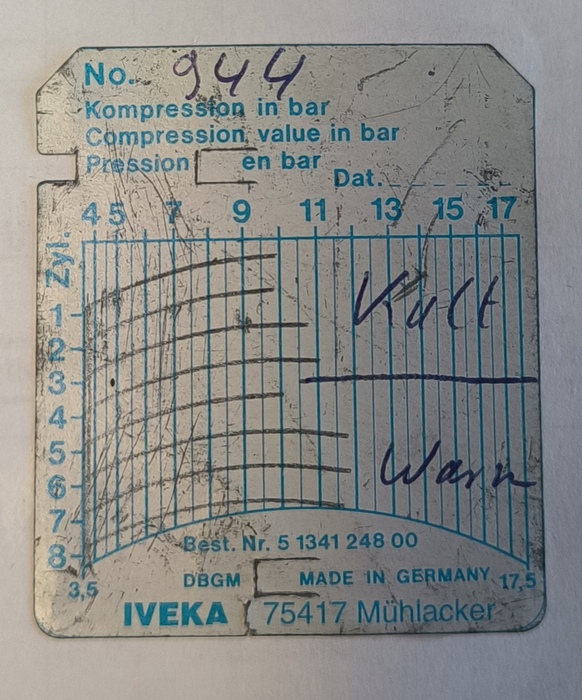 No. 944
Kompression in bar
Compression value in bar
Pression en bar
Dat.
4 5 7 9 11 13 15 17
Zyl.
1
2
3
4
5
6
7
8
Kalt
Warm
Best. Nr. 5 1341 248 00
3,5 DBGM MADE IN GERMANY 17,5
IVEKA 75417 Mühlacker